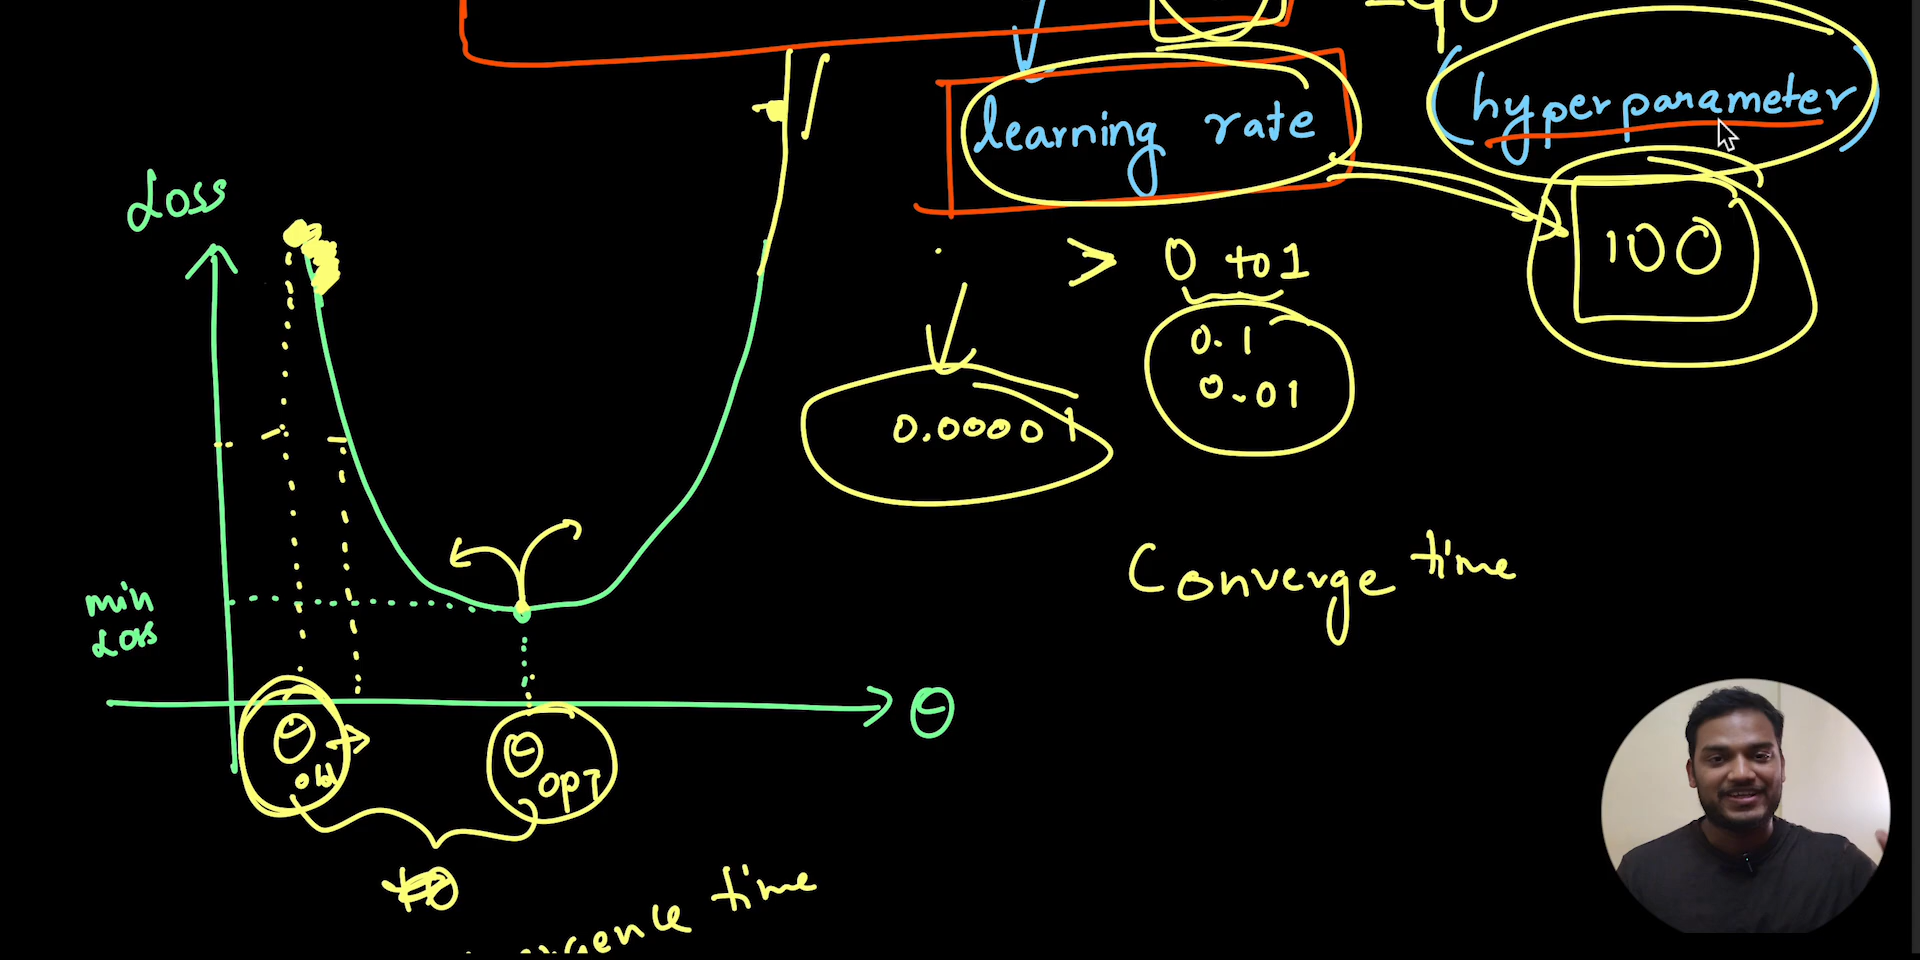 hyperparameter
learning rate
Loss
> 0 to 1
100
0.1
0.01
0.00001
Converge time
min
Loss
θ
θ old
θ opt
time